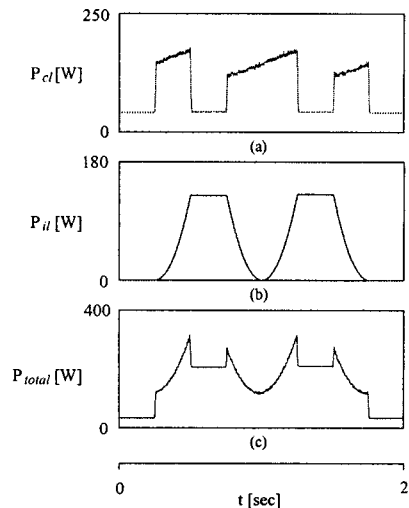 250
P_cl [W]
0
(a)
180
P_il [W]
0
(b)
400
P_total [W]
0
(c)
0 2
t [sec]